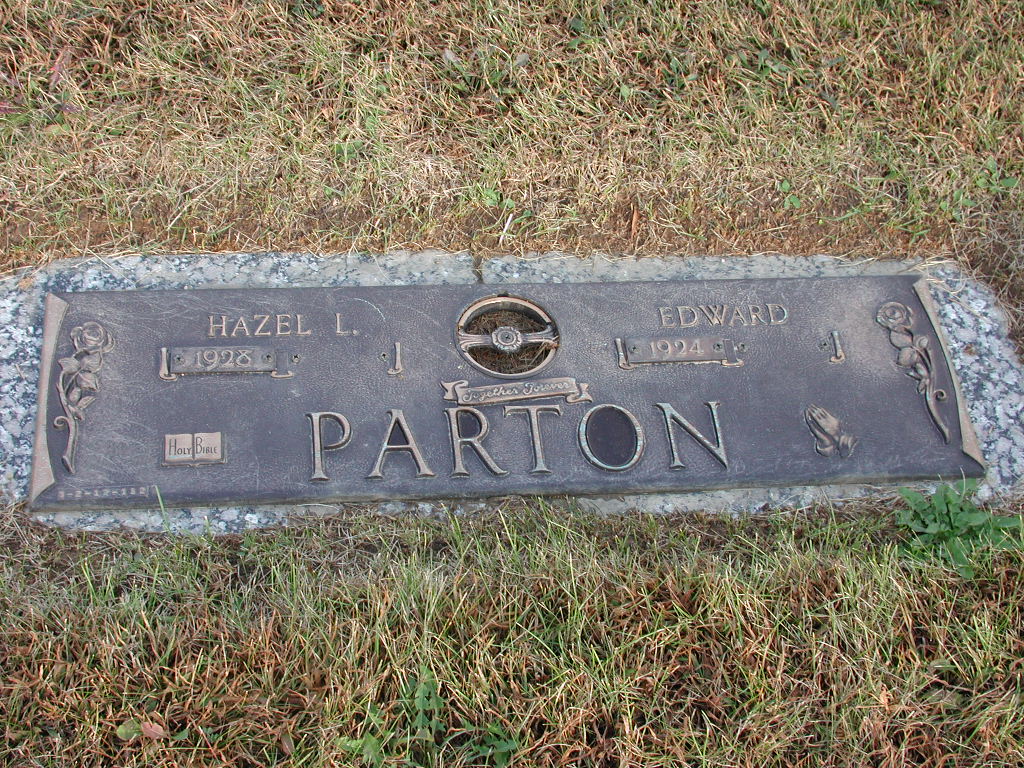 HAZEL L.
EDWARD
1928
1924
Together Forever
PARTON
HOLY BIBLE